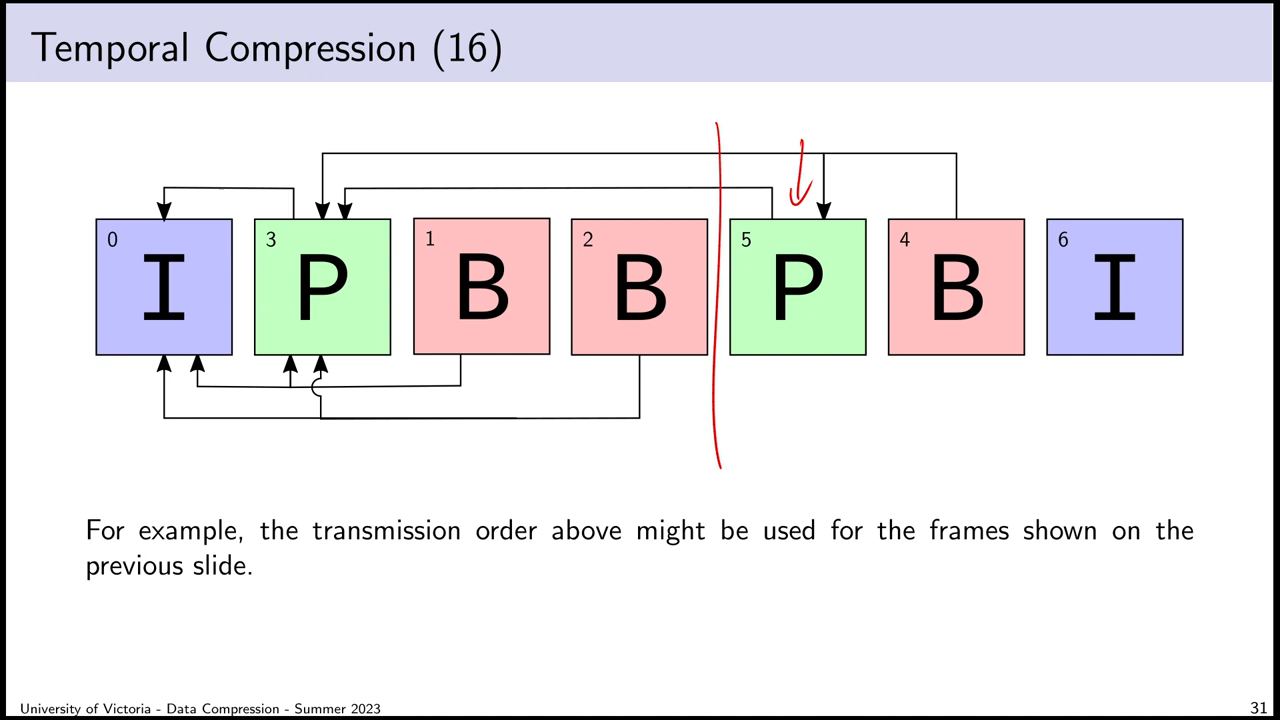 Temporal Compression (16)
0 3 1 2 5 4 6
I P B B P B I
For example, the transmission order above might be used for the frames shown on the
previous slide.
University of Victoria - Data Compression - Summer 2023 31